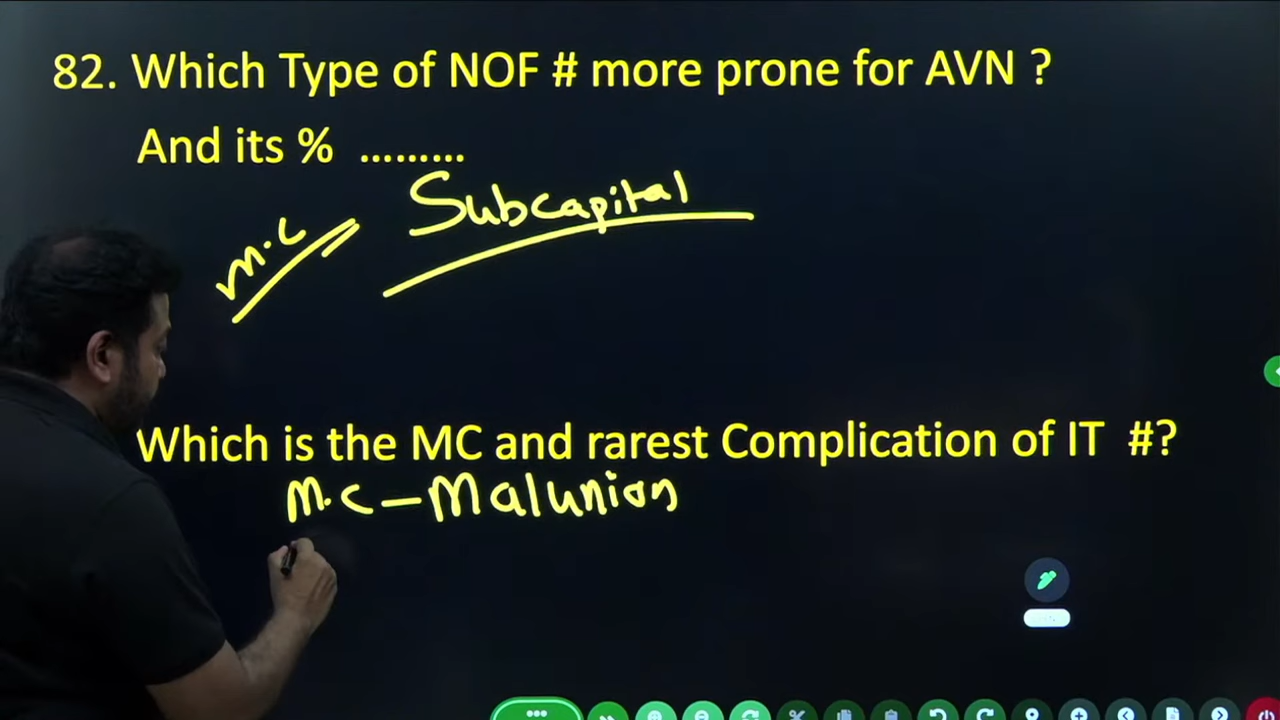 82. Which Type of NOF # more prone for AVN ?
And its % .........
Subcapital
M.C
Which is the MC and rarest Complication of IT #?
M.C – Malunion